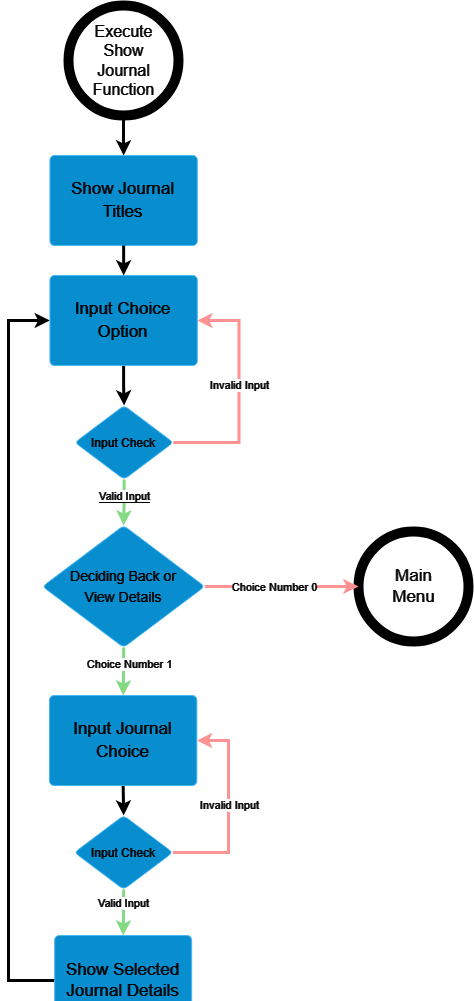 Execute
Show
Journal
Function
Show Journal
Titles
Input Choice
Option
Invalid Input
Input Check
Valid Input
Deciding Back or
View Details
Choice Number 0
Main
Menu
Choice Number 1
Input Journal
Choice
Invalid Input
Input Check
Valid Input
Show Selected
Journal Details